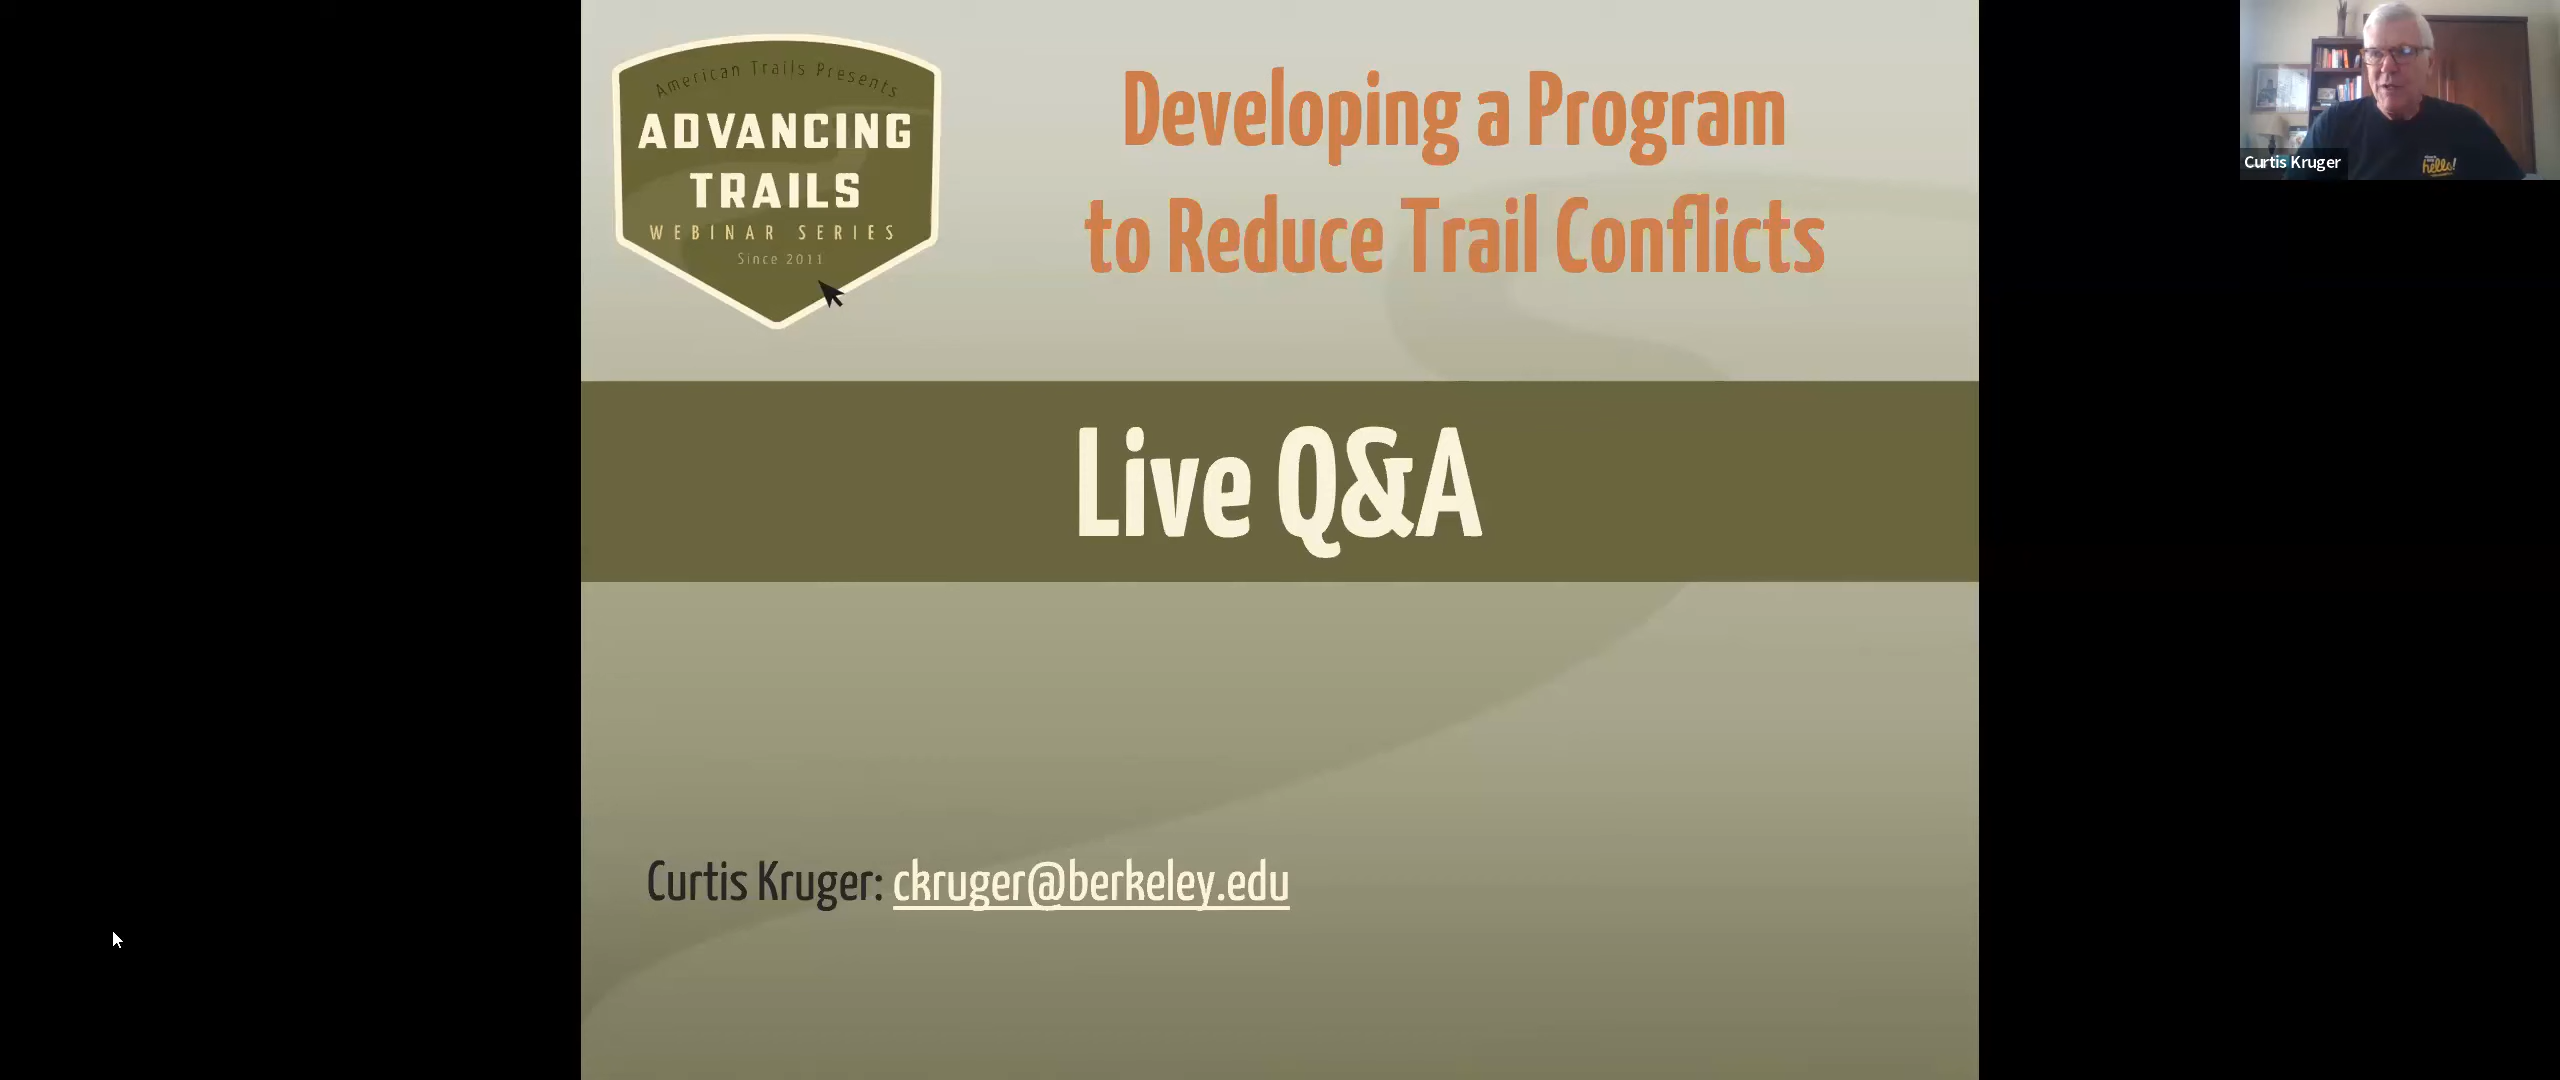 American Trails Presents
ADVANCING
TRAILS
WEBINAR SERIES
Since 2011
Developing a Program
to Reduce Trail Conflicts
Live Q&A
Curtis Kruger: ckruger@berkeley.edu
Curtis Kruger
hello!